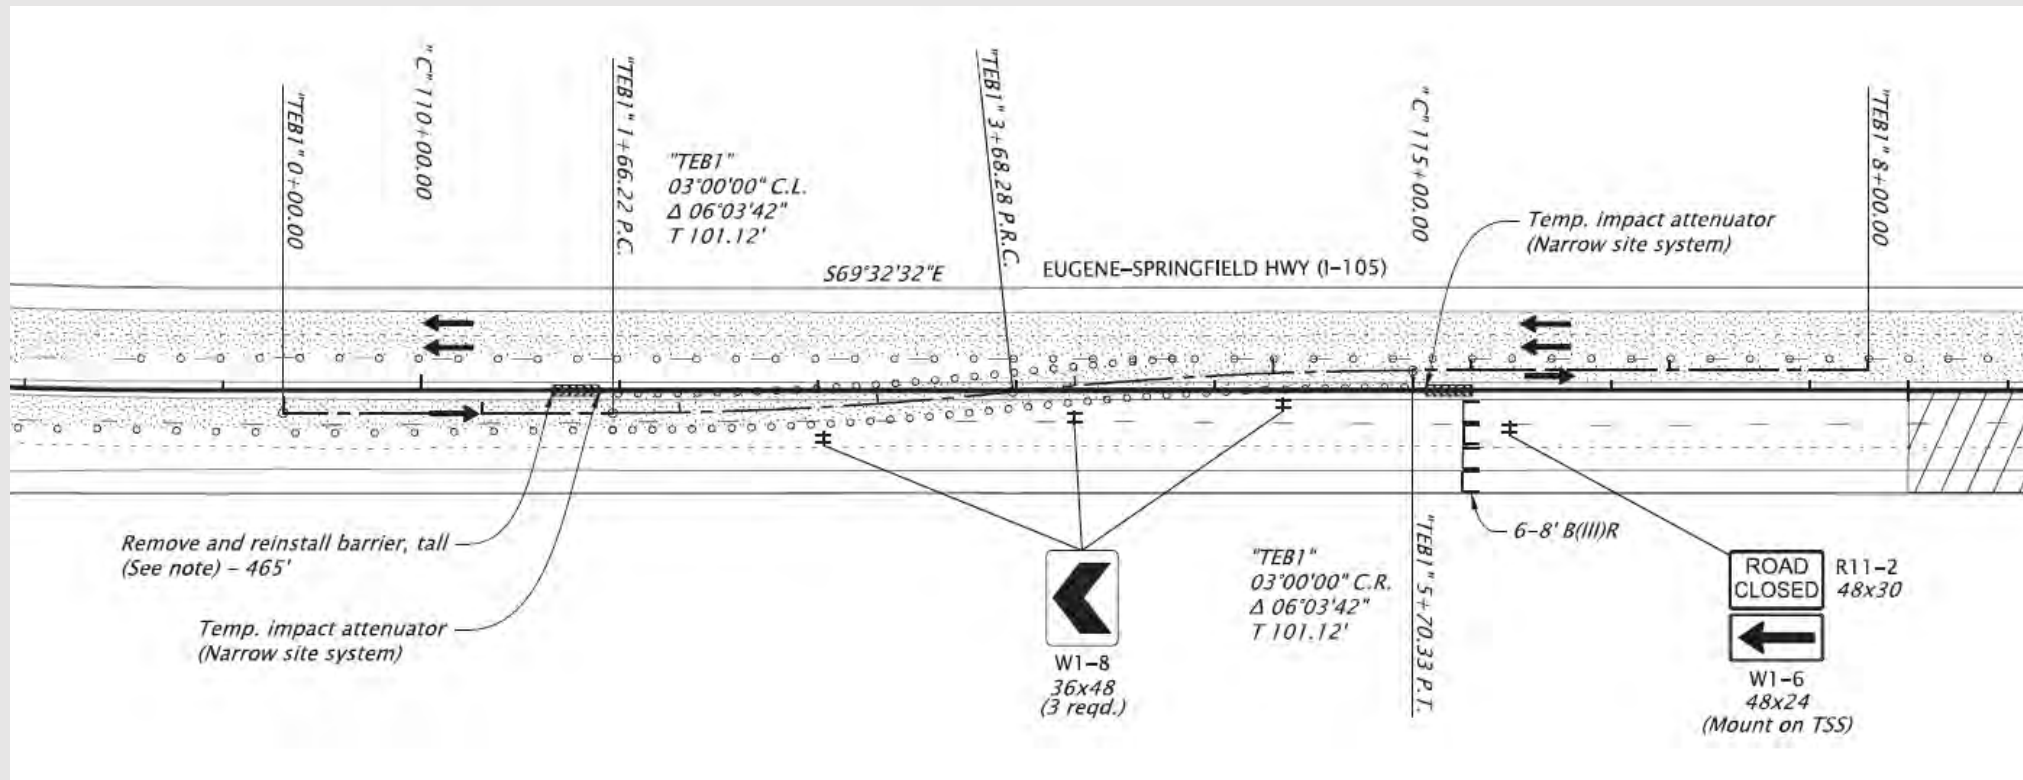 "TEB1" 0+00.00
"C" 110+00.00
"TEB1" 1+66.22 P.C.
"TEB1"
03°00'00" C.L.
Δ 06°03'42"
T 101.12'
S69°32'32"E
"TEB1" 3+68.28 P.R.C.
EUGENE–SPRINGFIELD HWY (I–105)
"C" 115+00.00
Temp. impact attenuator
(Narrow site system)
"TEB1" 8+00.00
Remove and reinstall barrier, tall
(See note) – 465'
Temp. impact attenuator
(Narrow site system)
W1–8
36x48
(3 reqd.)
"TEB1"
03°00'00" C.R.
Δ 06°03'42"
T 101.12'
"TEB1" 5+70.33 P.T.
6–8' B(III)R
ROAD
CLOSED
R11–2
48x30
W1–6
48x24
(Mount on TSS)